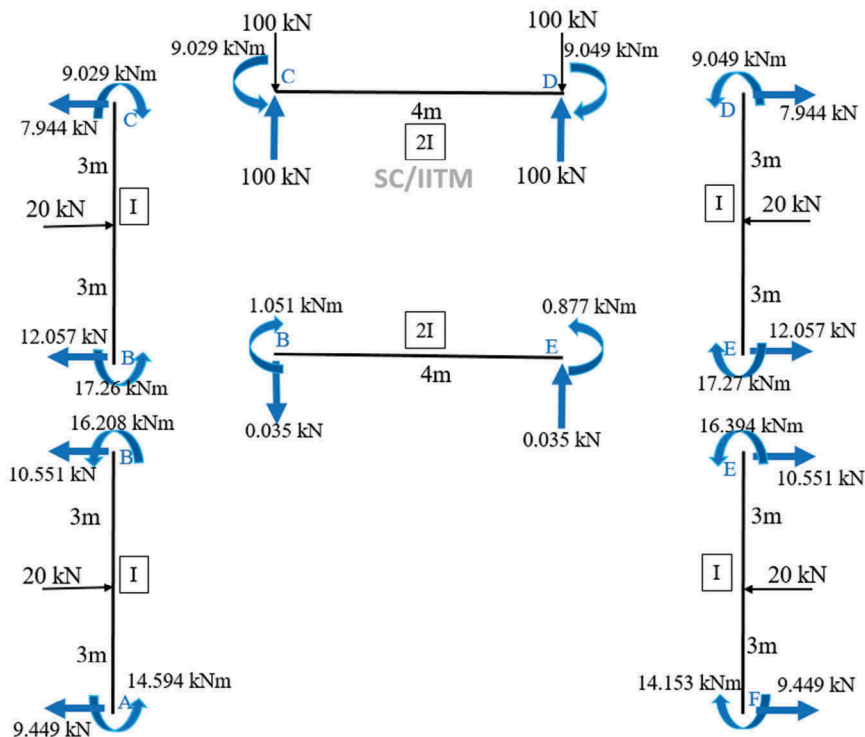 100 kN
100 kN
9.029 kNm
9.049 kNm
C
D
4m
2I
SC/IITM
100 kN
100 kN
9.029 kNm
C
7.944 kN
3m
20 kN
I
3m
12.057 kN
B
17.26 kNm
9.049 kNm
D
7.944 kN
3m
I
20 kN
3m
12.057 kN
E
17.27 kNm
1.051 kNm
0.877 kNm
2I
B
E
4m
0.035 kN
0.035 kN
16.208 kNm
B
10.551 kN
3m
20 kN
I
3m
14.594 kNm
A
9.449 kN
16.394 kNm
E
10.551 kN
3m
I
20 kN
3m
14.153 kNm
F
9.449 kN